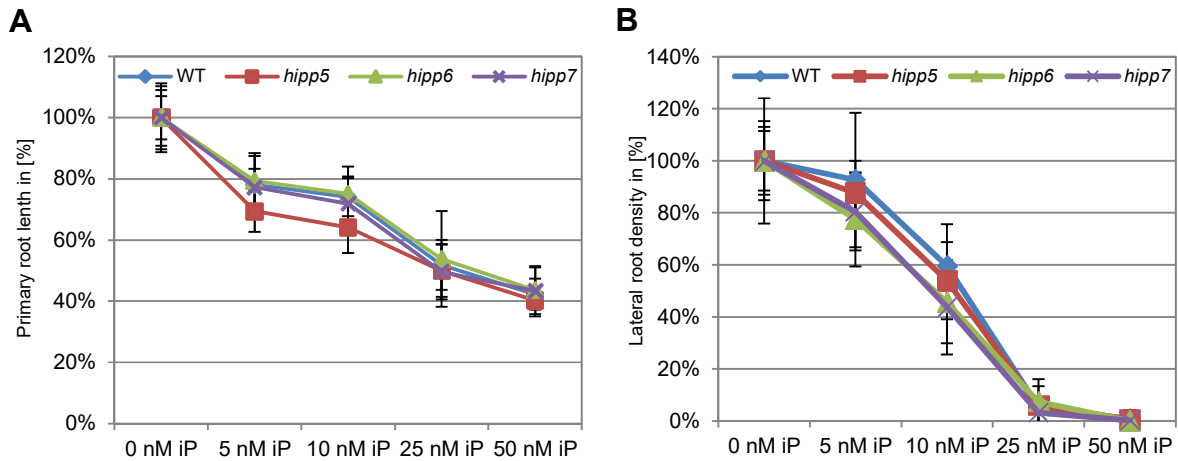 A
Primary root lenth in [%]
120%
100%
80%
60%
40%
20%
0%
WT hipp5 hipp6 hipp7
0 nM iP 5 nM iP 10 nM iP 25 nM iP 50 nM iP
B
Lateral root density in [%]
140%
120%
100%
80%
60%
40%
20%
0%
WT hipp5 hipp6 hipp7
0 nM iP 5 nM iP 10 nM iP 25 nM iP 50 nM iP